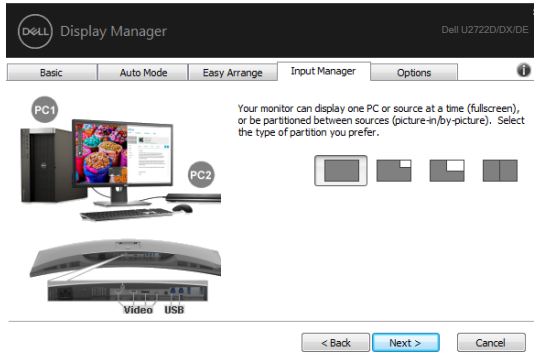 DELL Display Manager
Dell U2722D/DX/DE
Basic Auto Mode Easy Arrange Input Manager Options
PC1
PC2
Your monitor can display one PC or source at a time (fullscreen),
or be partitioned between sources (picture-in/by-picture). Select
the type of partition you prefer.
Video USB
< Back Next > Cancel